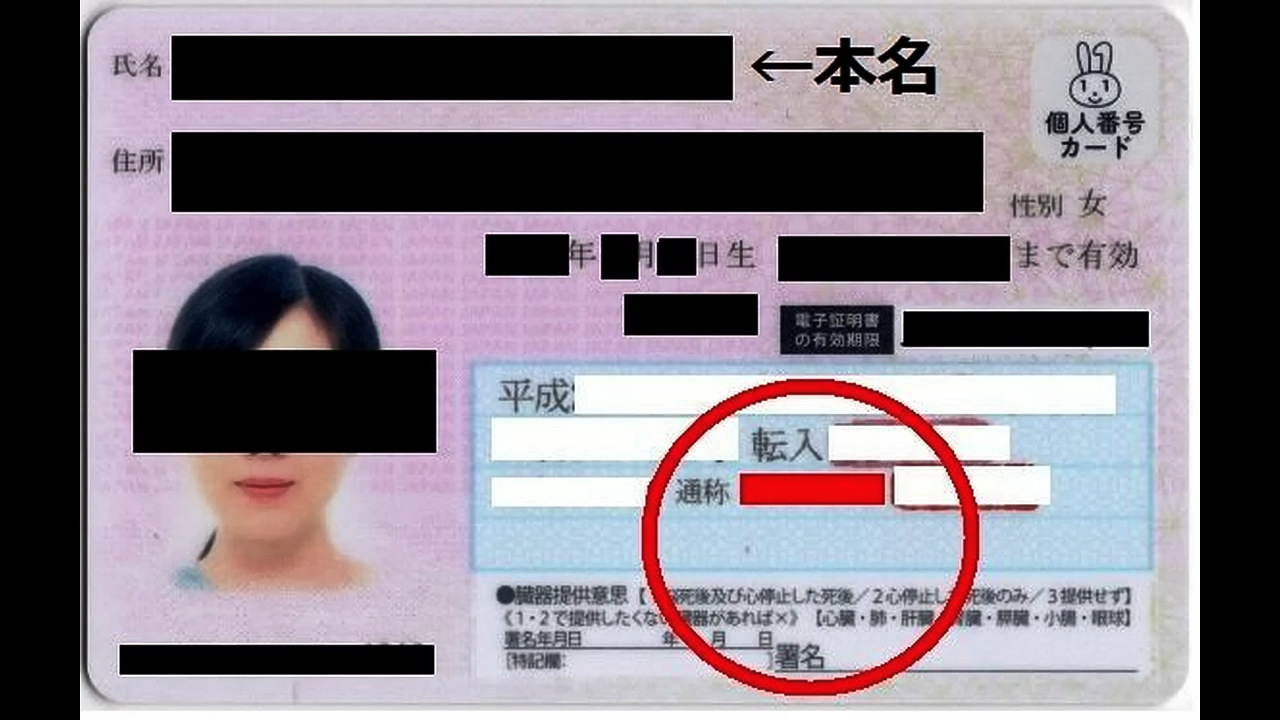 氏名
←本名
個人番号
カード
住所
性別 女
年 月 日生
まで有効
電子証明書
の有効期限
平成
転入
通称
●臓器提供意思【 死後及び心停止した死後／2心停止し 死後のみ／3提供せず】
《1・2で提供したくな 臓器があれば×》【心臓・肺・肝臓 腎臓・膵臓・小腸・眼球】
署名年月日 年 月 日
[特記欄: ]署名